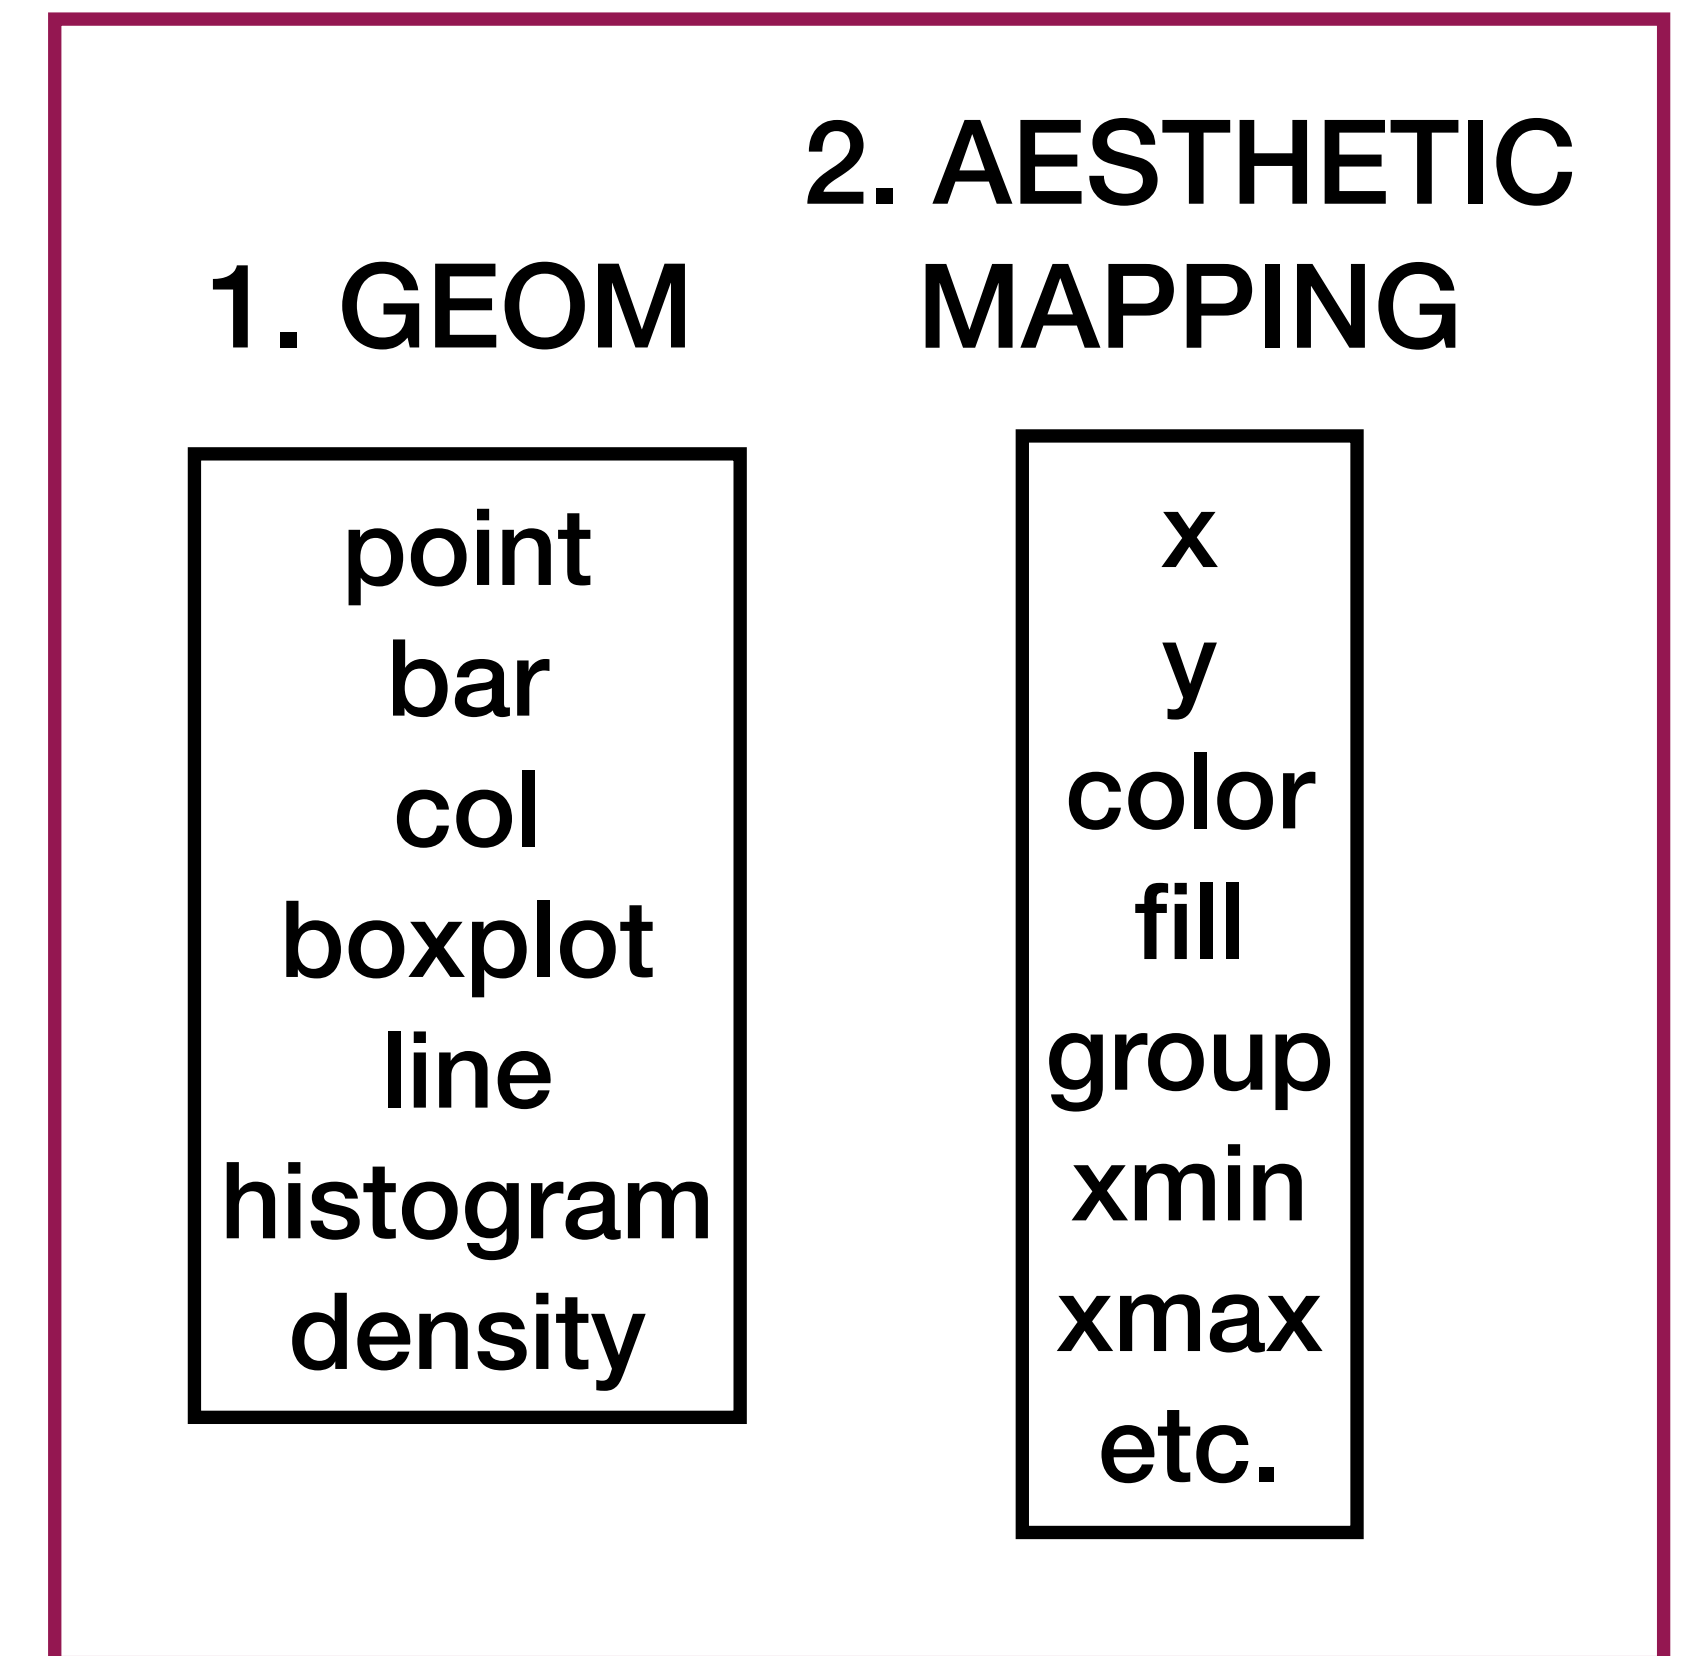 1. GEOM
point
bar
col
boxplot
line
histogram
density
2. AESTHETIC
MAPPING
x
y
color
fill
group
xmin
xmax
etc.